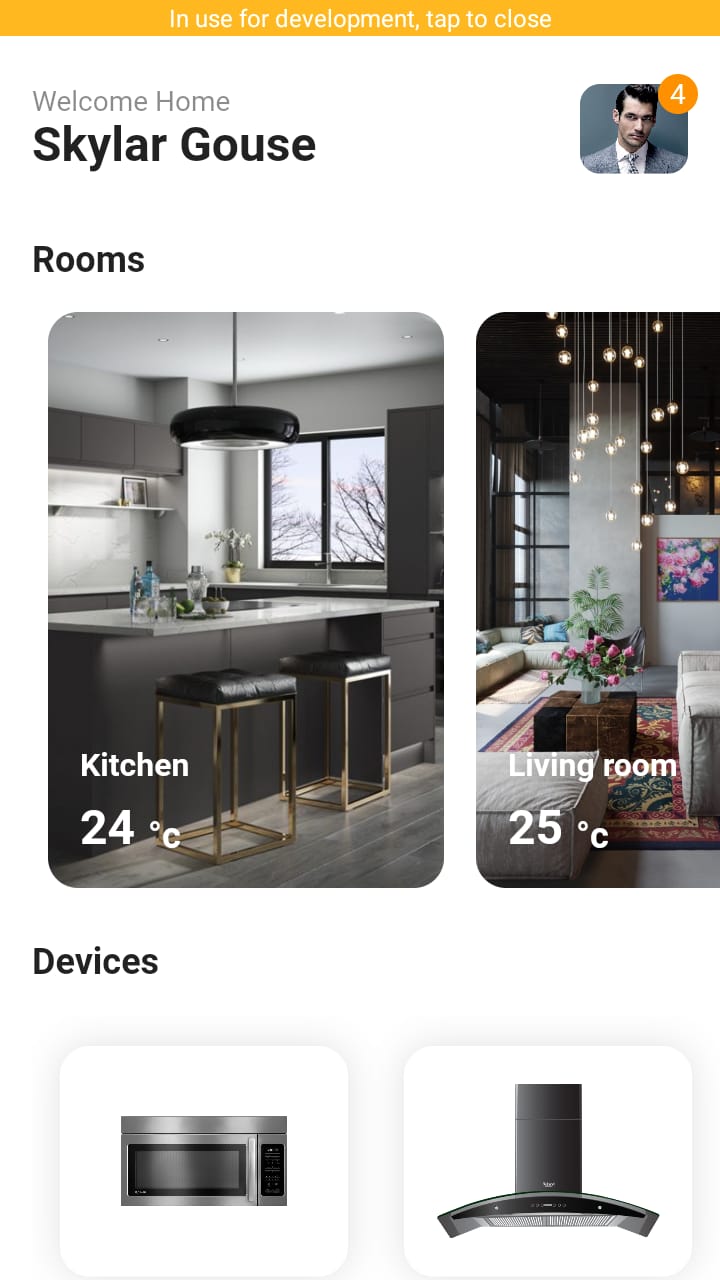 In use for development, tap to close
Welcome Home
Skylar Gouse
4
Rooms
Kitchen
24 °c
Living room
25 °c
Devices